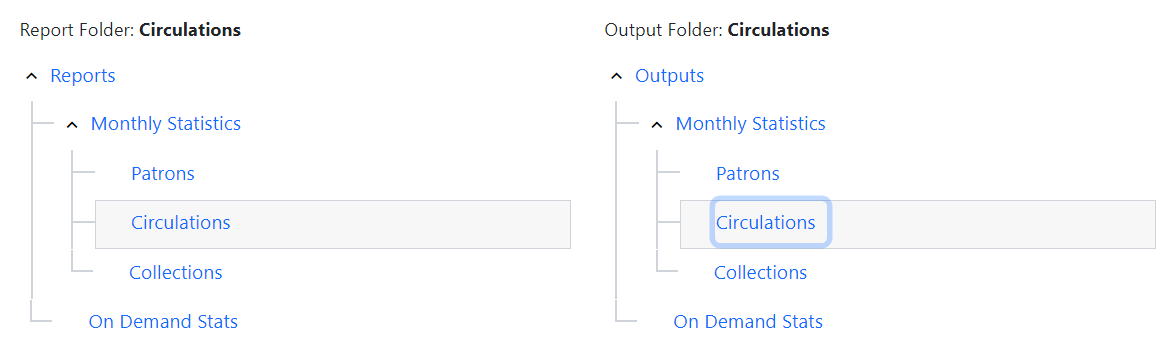 Report Folder: Circulations
Reports
Monthly Statistics
Patrons
Circulations
Collections
On Demand Stats
Output Folder: Circulations
Outputs
Monthly Statistics
Patrons
Circulations
Collections
On Demand Stats